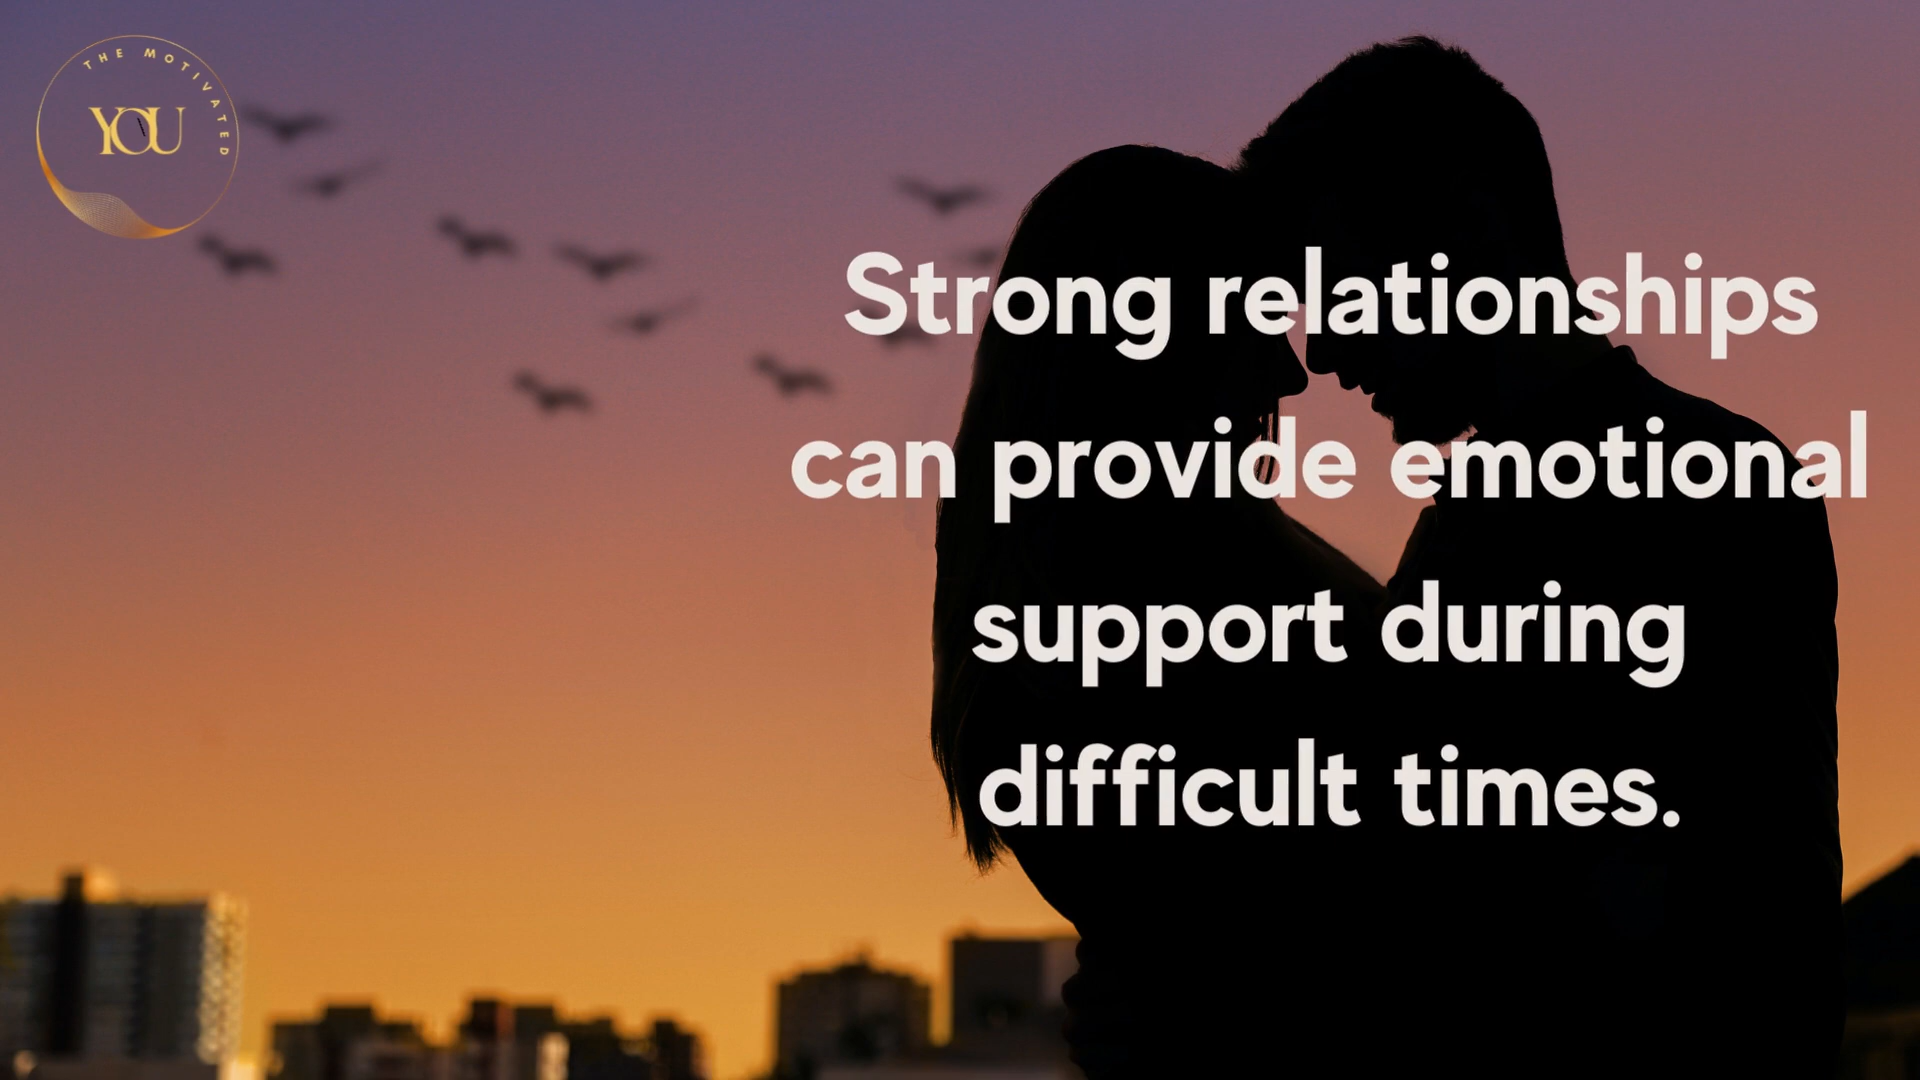 THE MOTIVATED
YOU
Strong relationships
can provide emotional
support during
difficult times.